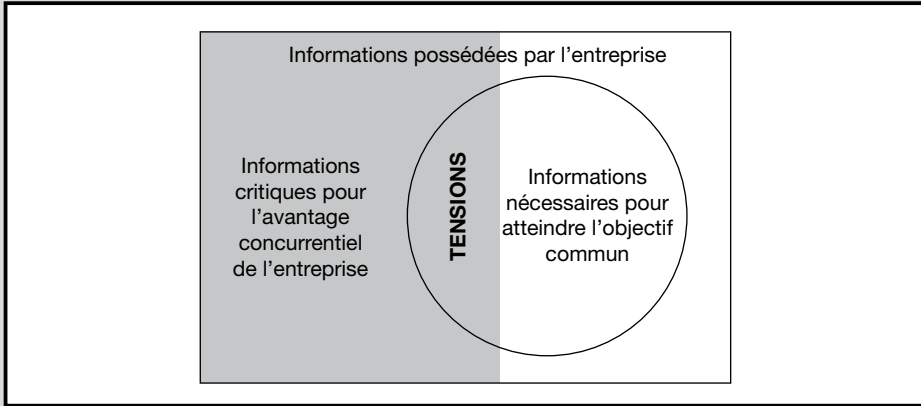 Informations possédées par l’entreprise
Informations
critiques pour
l’avantage
concurrentiel
de l’entreprise
TENSIONS
Informations
nécessaires pour
atteindre l’objectif
commun